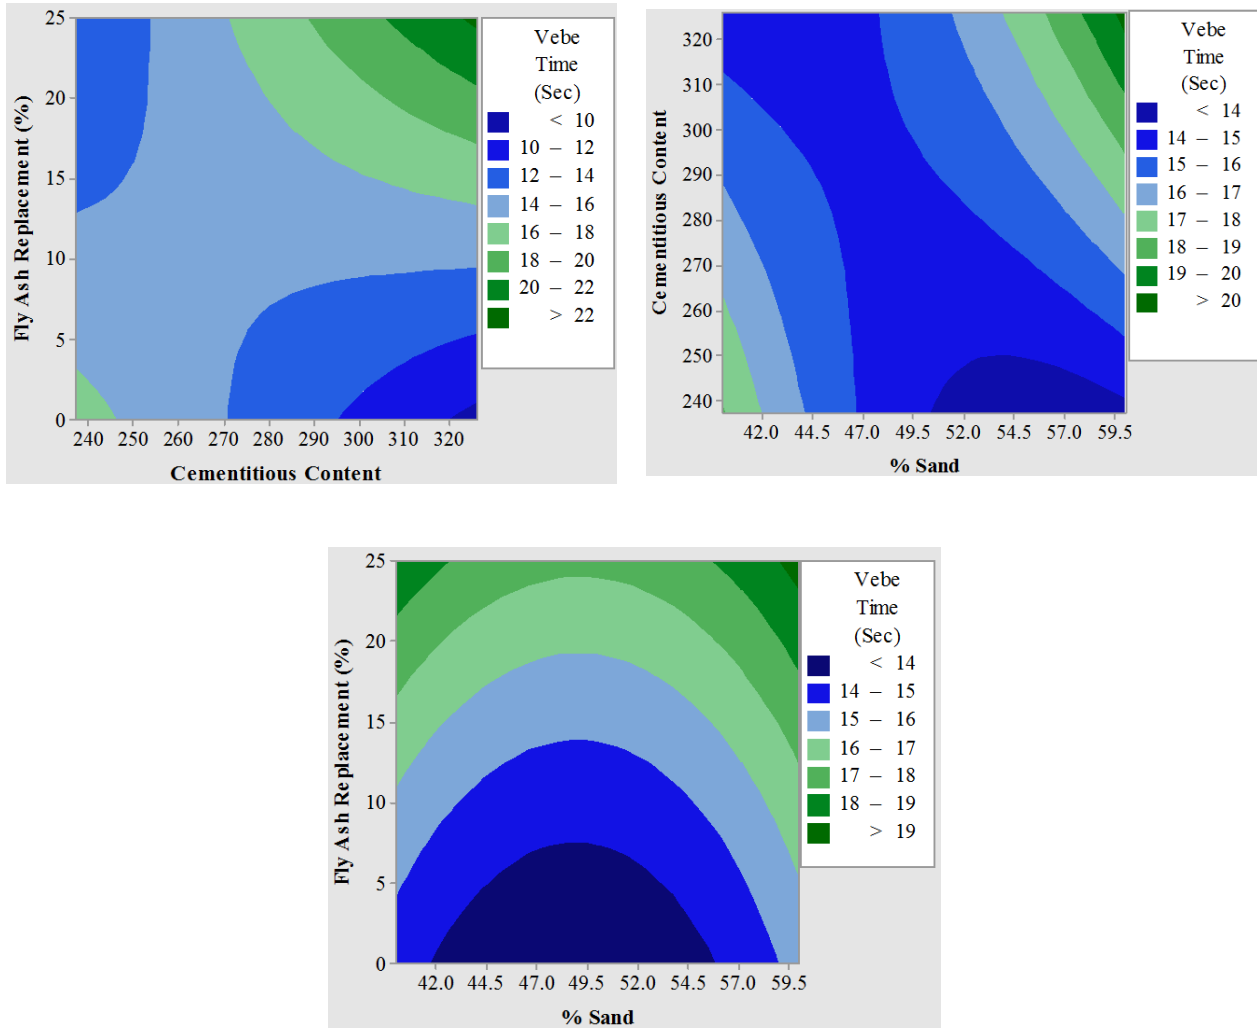 Vebe
Time
(Sec)
< 10
10 – 12
12 – 14
14 – 16
16 – 18
18 – 20
20 – 22
> 22
Fly Ash Replacement (%)
25
20
15
10
5
0
240 250 260 270 280 290 300 310 320
Cementitious Content
Vebe
Time
(Sec)
< 14
14 – 15
15 – 16
16 – 17
17 – 18
18 – 19
19 – 20
> 20
Cementitious Content
320
310
300
290
280
270
260
250
240
42.0 44.5 47.0 49.5 52.0 54.5 57.0 59.5
% Sand
Vebe
Time
(Sec)
< 14
14 – 15
15 – 16
16 – 17
17 – 18
18 – 19
> 19
Fly Ash Replacement (%)
25
20
15
10
5
0
42.0 44.5 47.0 49.5 52.0 54.5 57.0 59.5
% Sand